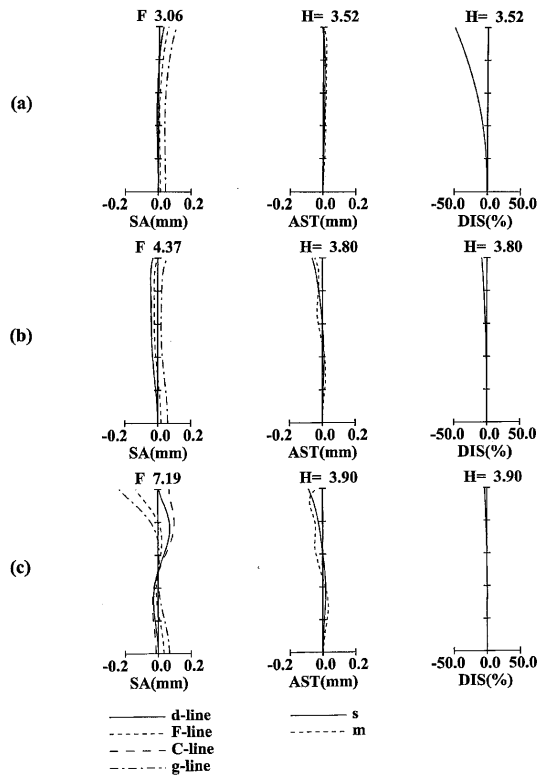 F 3.06 H= 3.52 H= 3.52
(a)
-0.2 0.0 0.2 -0.2 0.0 0.2 -50.0 0.0 50.0
SA(mm) AST(mm) DIS(%)
F 4.37 H= 3.80 H= 3.80
(b)
-0.2 0.0 0.2 -0.2 0.0 0.2 -50.0 0.0 50.0
SA(mm) AST(mm) DIS(%)
F 7.19 H= 3.90 H= 3.90
(c)
-0.2 0.0 0.2 -0.2 0.0 0.2 -50.0 0.0 50.0
SA(mm) AST(mm) DIS(%)
d-line s
F-line m
C-line
g-line